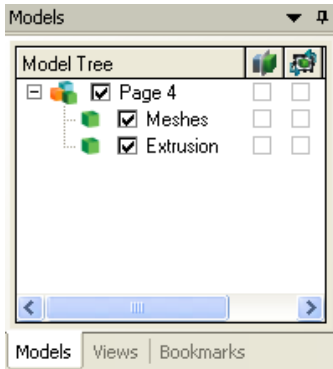 Models
Model Tree
Page 4
Meshes
Extrusion
Models Views Bookmarks